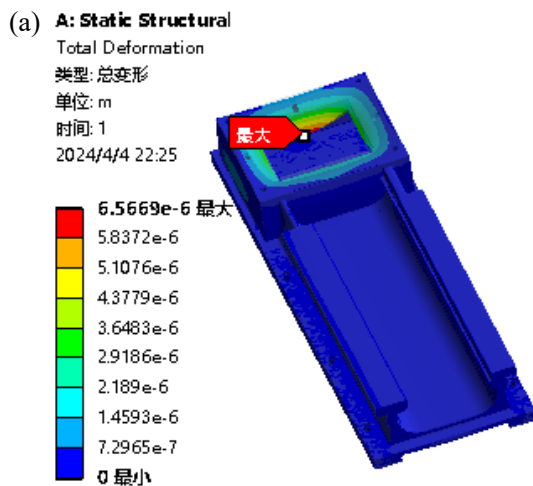 (a) A: Static Structural
Total Deformation
类型: 总变形
单位: m
时间: 1
2024/4/4 22:25
最大
6.5669e-6 最大
5.8372e-6
5.1076e-6
4.3779e-6
3.6483e-6
2.9186e-6
2.189e-6
1.4593e-6
7.2965e-7
0 最小